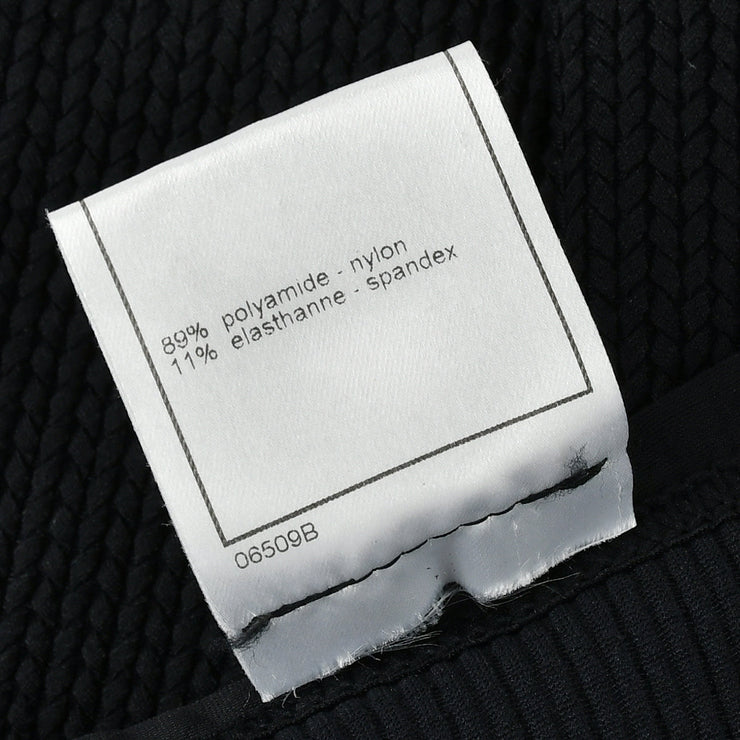 89% polyamide - nylon
11% elasthanne - spandex
06509B